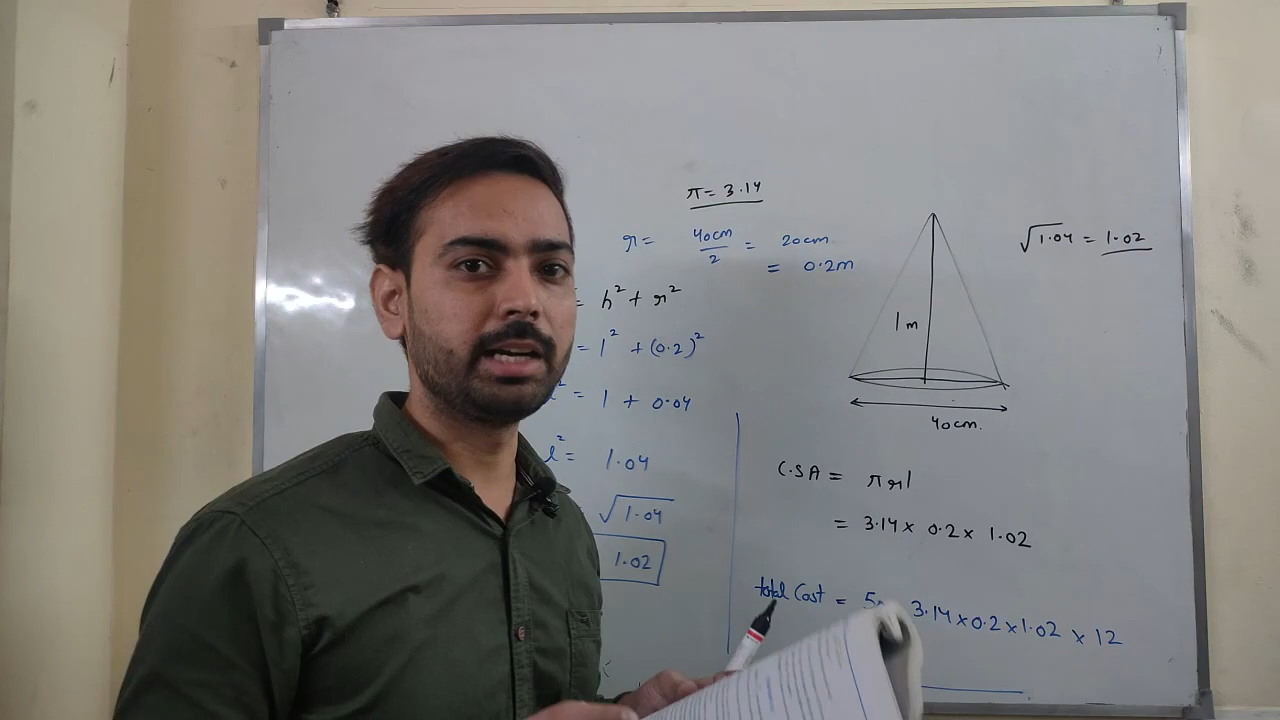 π = 3.14
r = 40cm/2 = 20cm
= 0.2m
= h² + r²
= 1² + (0.2)²
l² = 1 + 0.04
l² = 1.04
√1.04
1.02
1m
40cm.
√1.04 = 1.02
C.S A = πrl
= 3.14 x 0.2 x 1.02
total Cost = 3.14 x 0.2 x 1.02 x 12